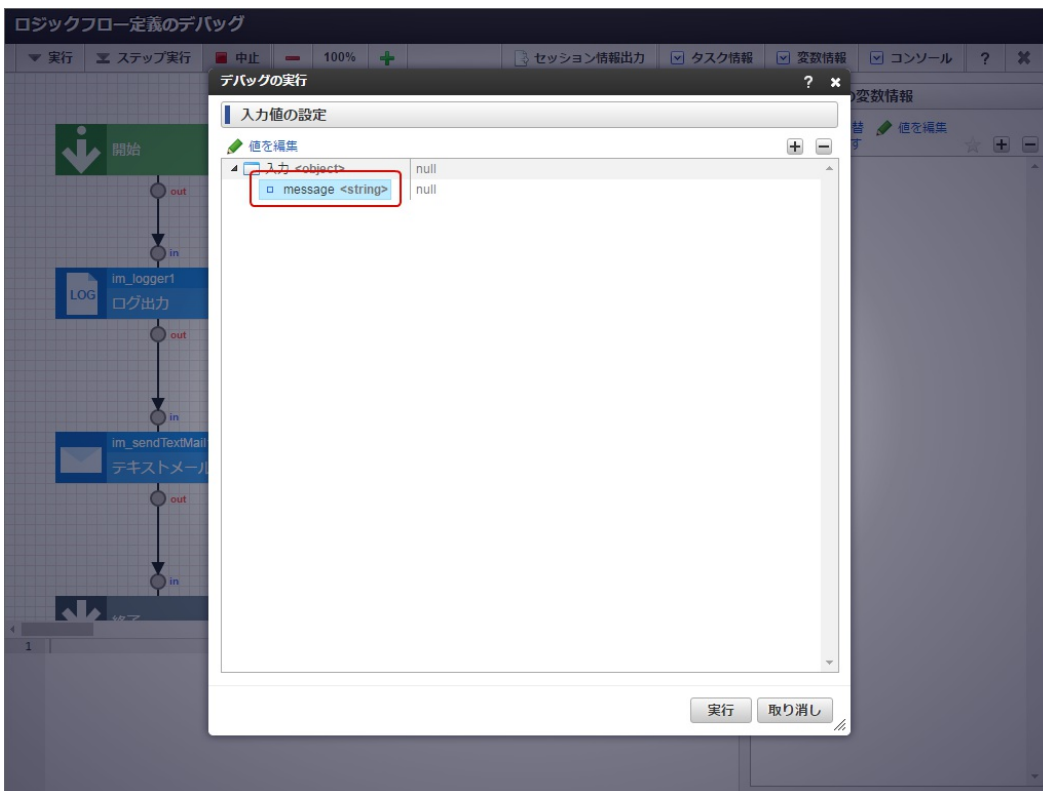 ロジックフロー定義のデバッグ
実行 ステップ実行 中止 100% セッション情報出力 タスク情報 変数情報 コンソール ?
デバッグの実行 ?
の変数情報
入力値の設定
値を編集
値を編集
開始
入力 <object> null
message <string> null
out
in
im_logger1
LOG
ログ出力
out
in
im_sendTextMail
テキストメール
out
in
終了
1
実行 取り消し